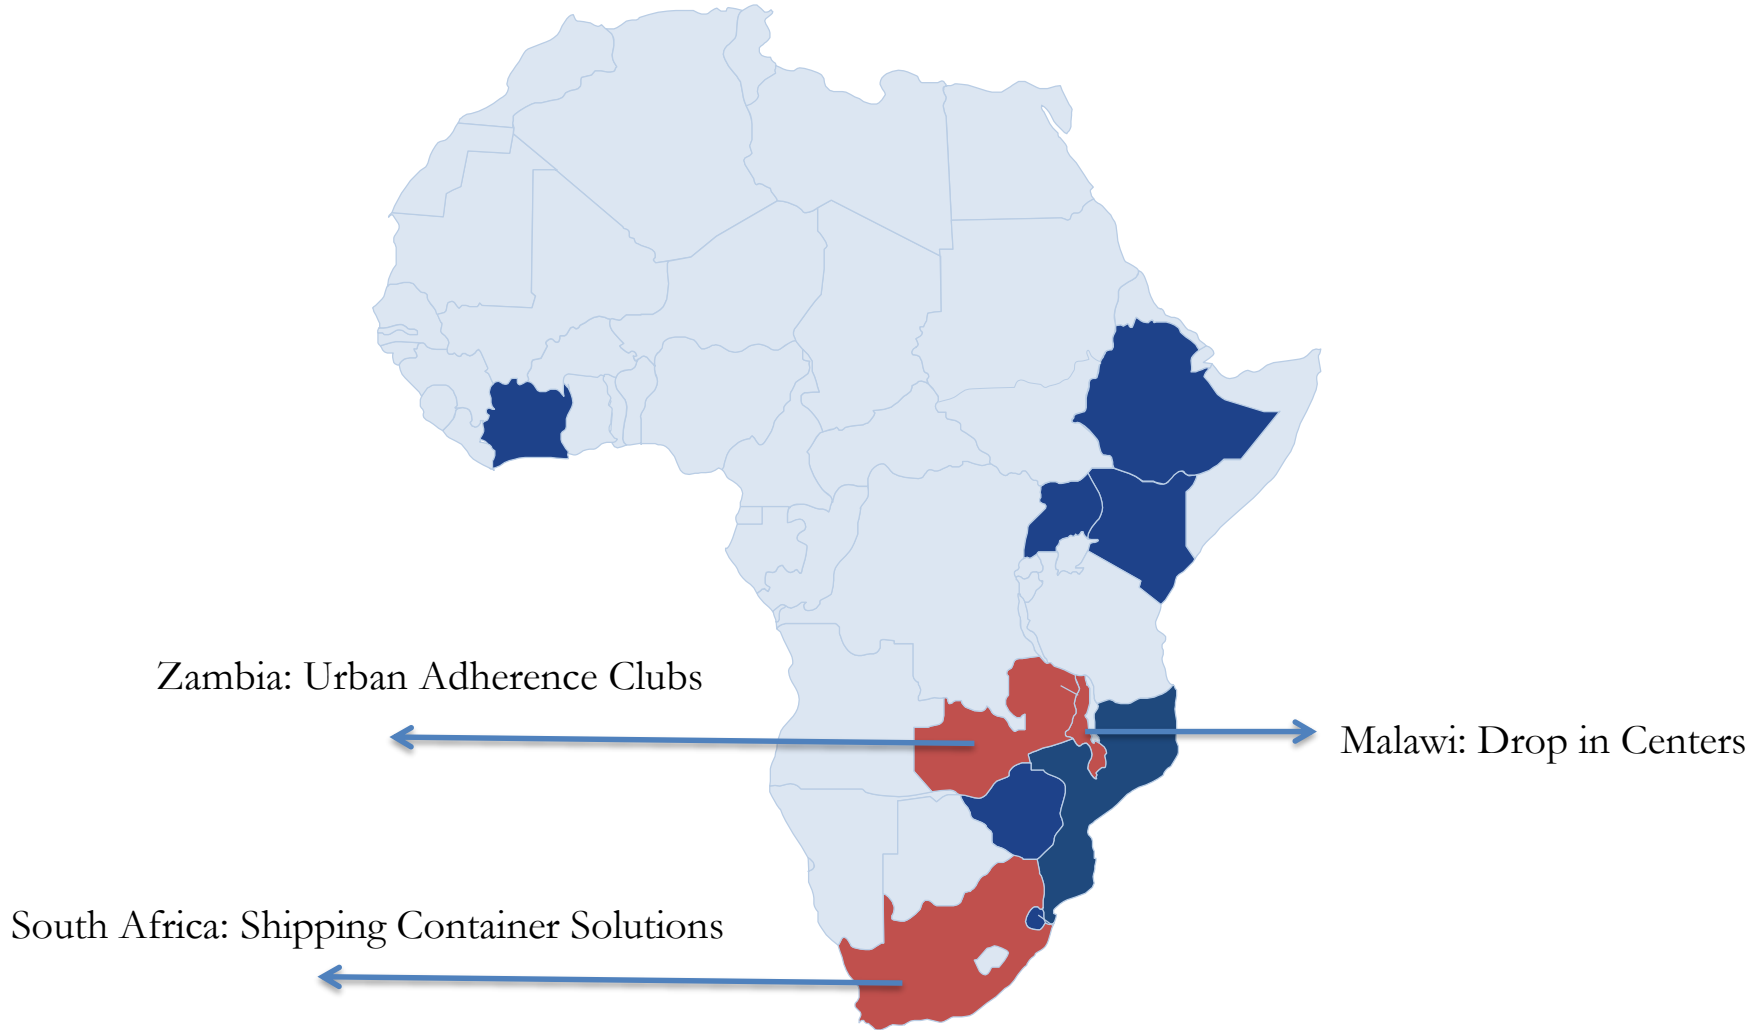 Zambia: Urban Adherence Clubs
Malawi: Drop in Centers
South Africa: Shipping Container Solutions